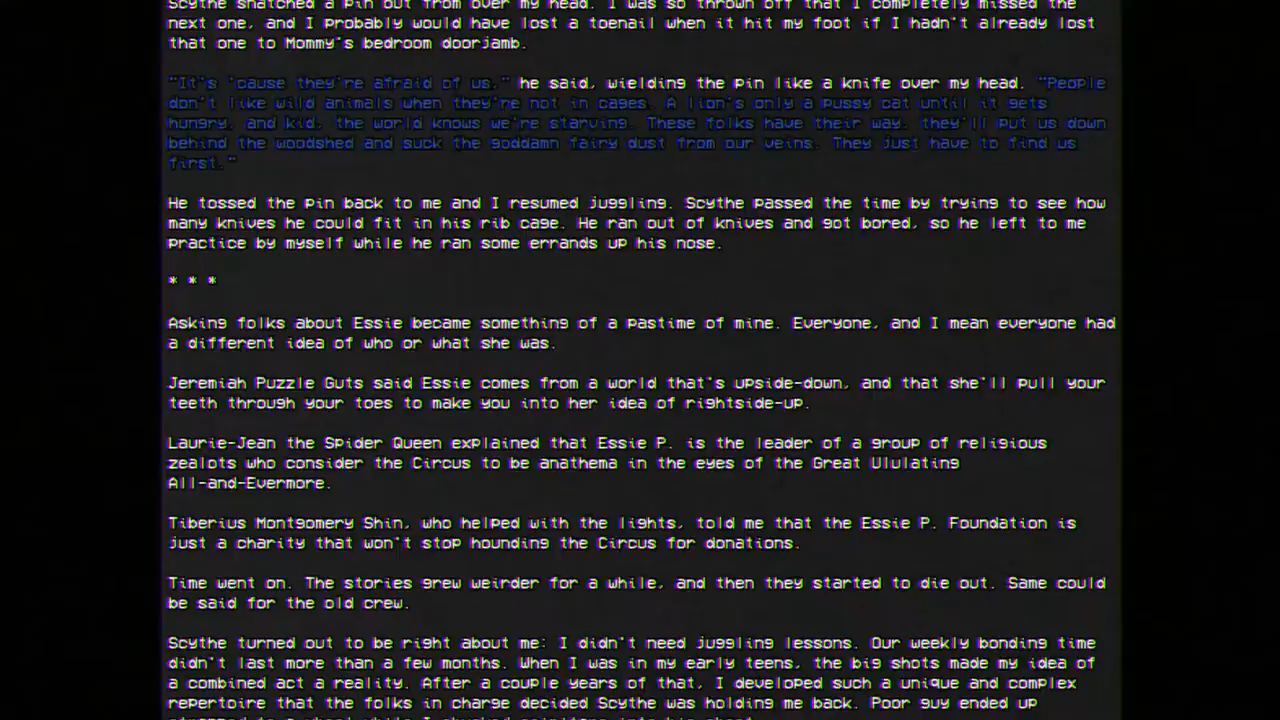 Scythe snatched a pin out from over my head. I was so thrown off that I completely missed the
next one, and I probably would have lost a toenail when it hit my foot if I hadn't already lost
that one to Mommy's bedroom doorjamb.
"It's 'cause they're afraid of us," he said, wielding the pin like a knife over my head. "People
don't like wild animals when they're not in cages. A lion's only a pussy cat until it gets
hungry, and kid, the world knows we're starving. These folks have their way, they'll put us down
behind the woodshed and suck the goddamn fairy dust from our veins. They just have to find us
first."
He tossed the pin back to me and I resumed juggling. Scythe passed the time by trying to see how
many knives he could fit in his rib cage. He ran out of knives and got bored, so he left to me
practice by myself while he ran some errands up his nose.
* * *
Asking folks about Essie became something of a pastime of mine. Everyone, and I mean everyone had
a different idea of who or what she was.
Jeremiah Puzzle Guts said Essie comes from a world that's upside-down, and that she'll pull your
teeth through your toes to make you into her idea of rightside-up.
Laurie-Jean the Spider Queen explained that Essie P. is the leader of a group of religious
zealots who consider the Circus to be anathema in the eyes of the Great Ululating
All-and-Evermore.
Tiberius Montgomery Shin, who helped with the lights, told me that the Essie P. Foundation is
just a charity that won't stop hounding the Circus for donations.
Time went on. The stories grew weirder for a while, and then they started to die out. Same could
be said for the old crew.
Scythe turned out to be right about me: I didn't need juggling lessons. Our weekly bonding time
didn't last more than a few months. When I was in my early teens, the big shots made my idea of
a combined act a reality. After a couple years of that, I developed such a unique and complex
repertoire that the folks in charge decided Scythe was holding me back. Poor guy ended up